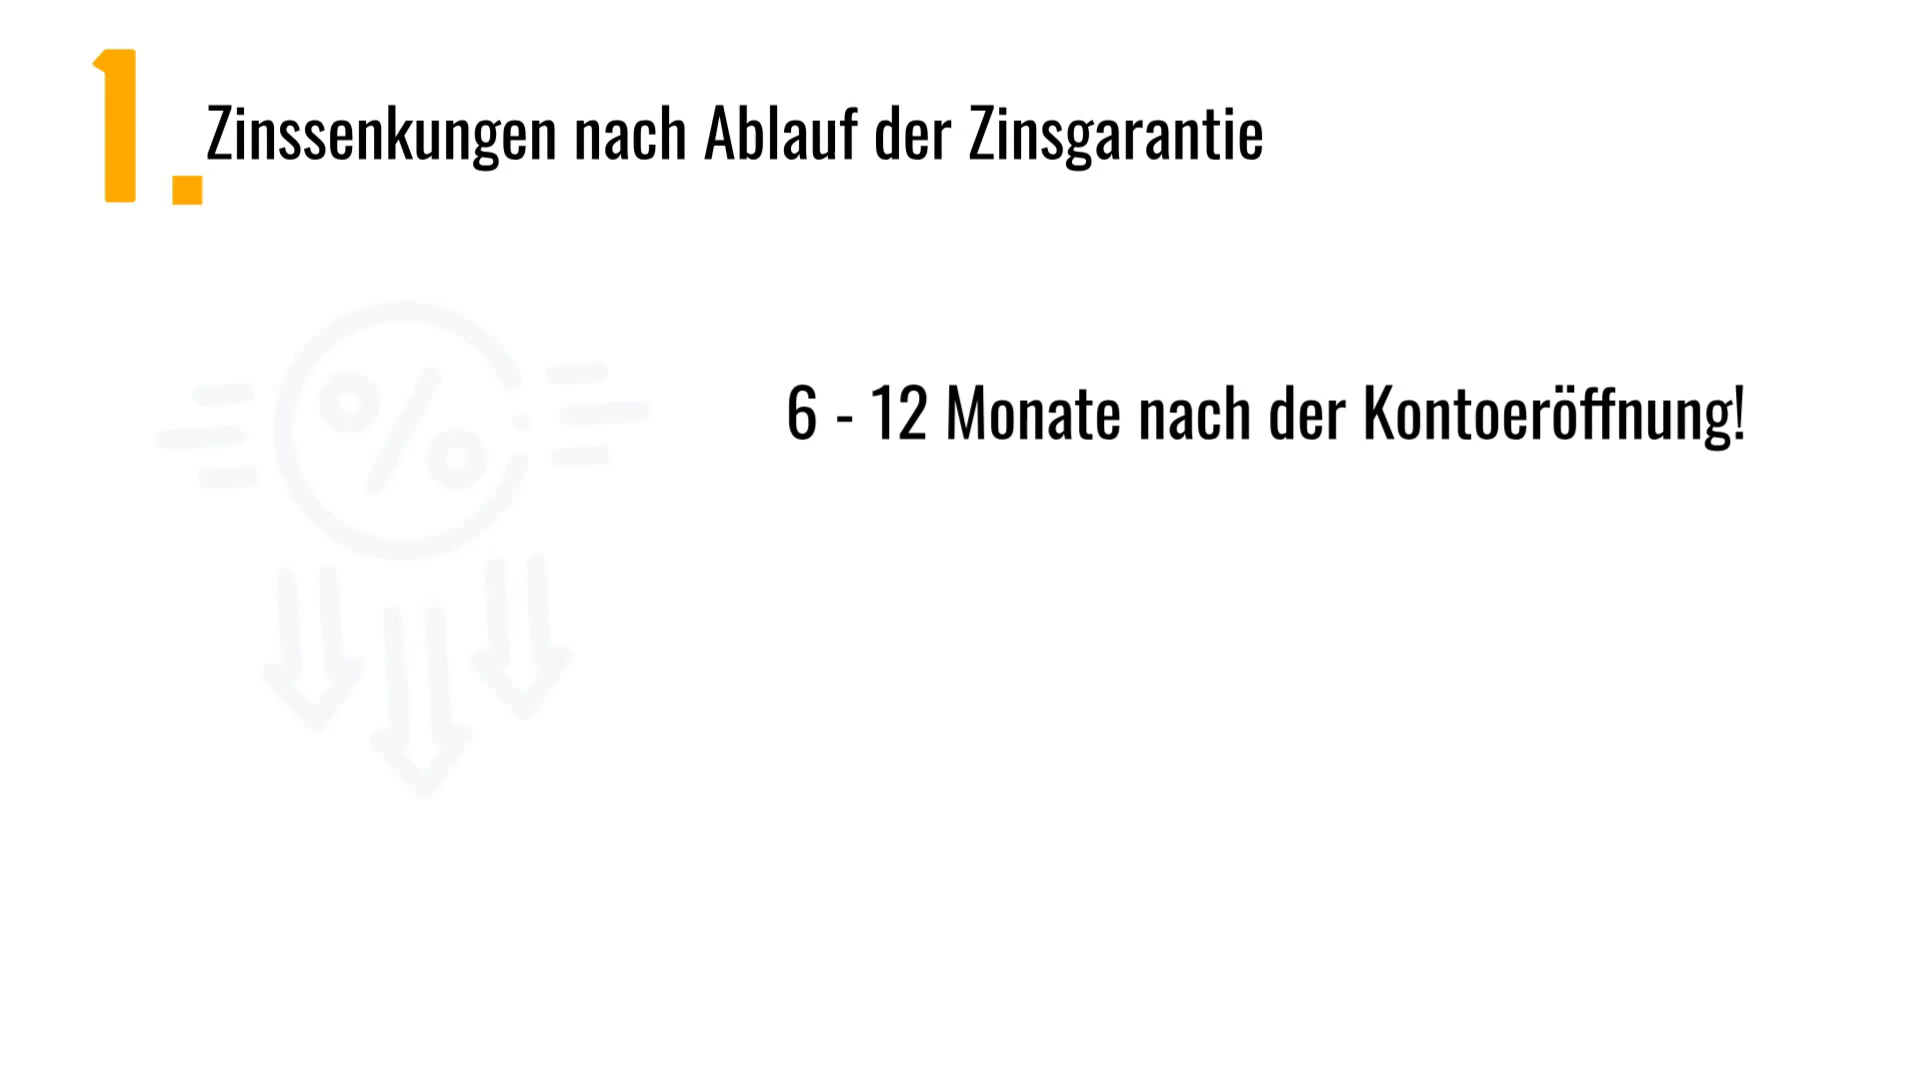 1. Zinssenkungen nach Ablauf der Zinsgarantie
%
6 - 12 Monate nach der Kontoeröffnung!